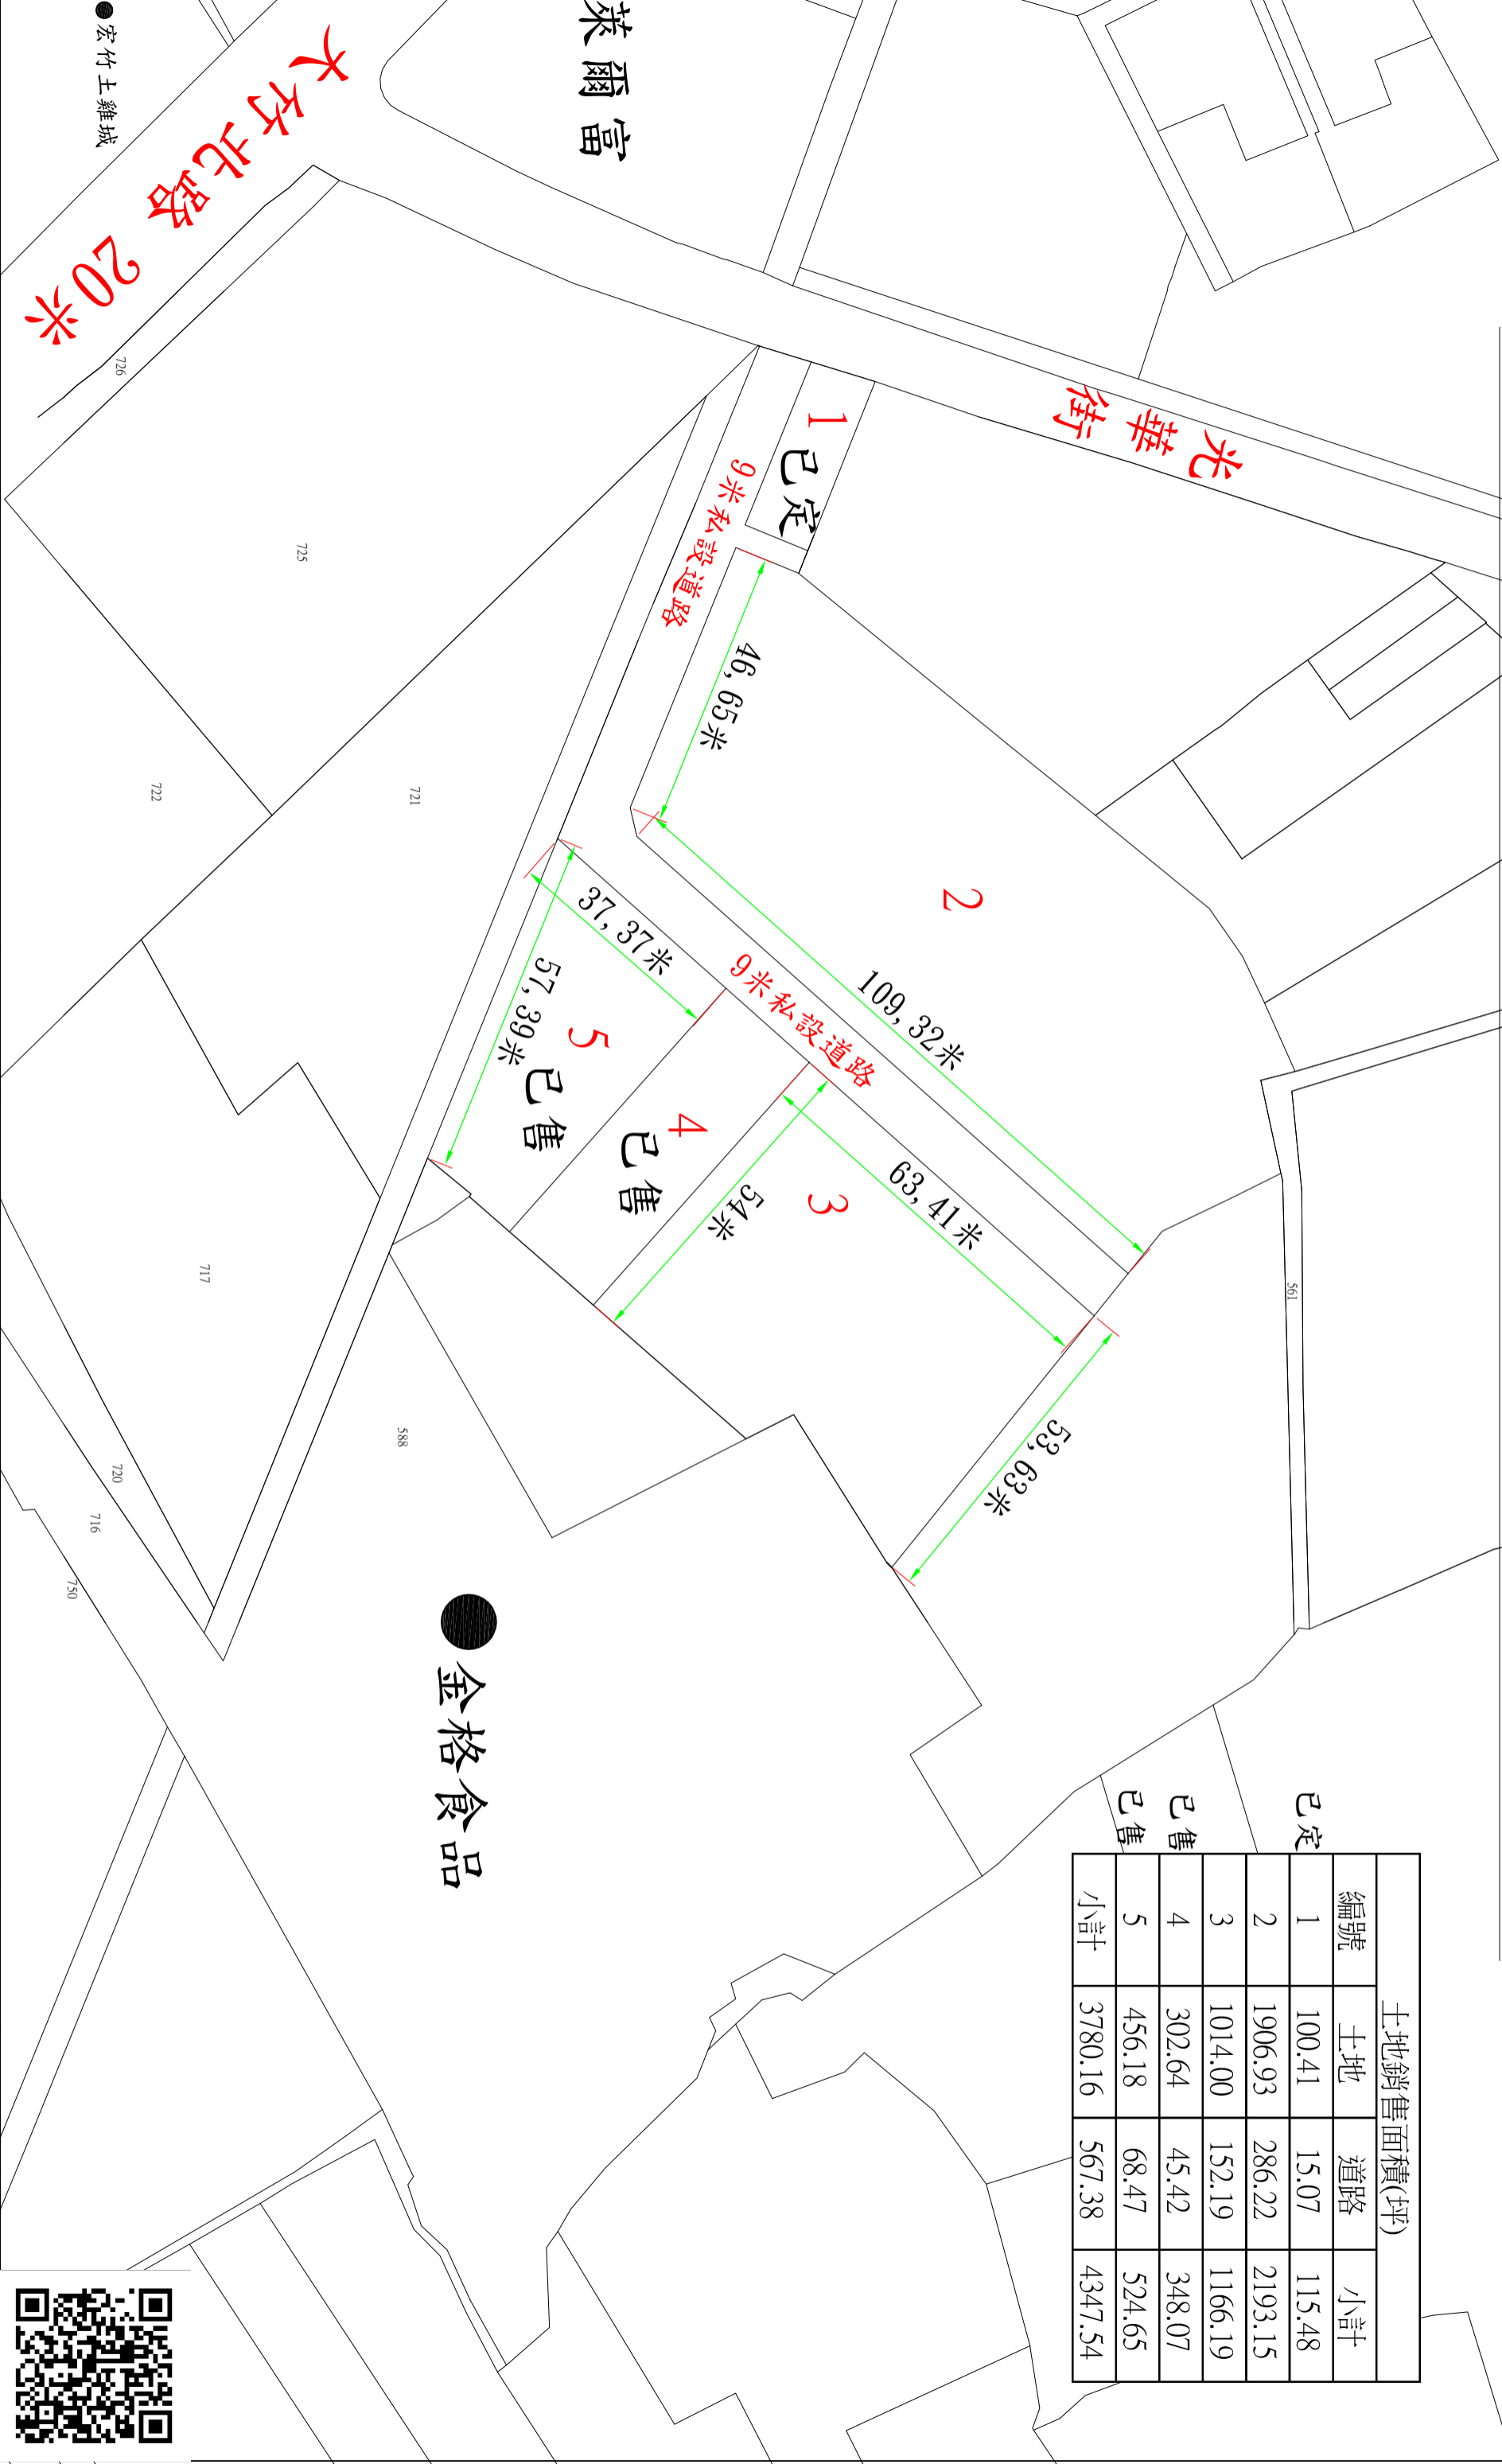 萊爾富
宏竹土雞城
大竹北路 20米
光華街
1 已定
9米私設道路
46,65米
2
109,32米
9米私設道路
37,37米
57,39米
5 已售
4 已售
3
63,41米
54米
53,63米
726
725
722
721
717
720
716
750
588
561
金格食品
土地銷售面積(坪)
編號 土地 道路 小計
已定 1 100.41 15.07 115.48
2 1906.93 286.22 2193.15
3 1014.00 152.19 1166.19
已售 4 302.64 45.42 348.07
已售 5 456.18 68.47 524.65
小計 3780.16 567.38 4347.54